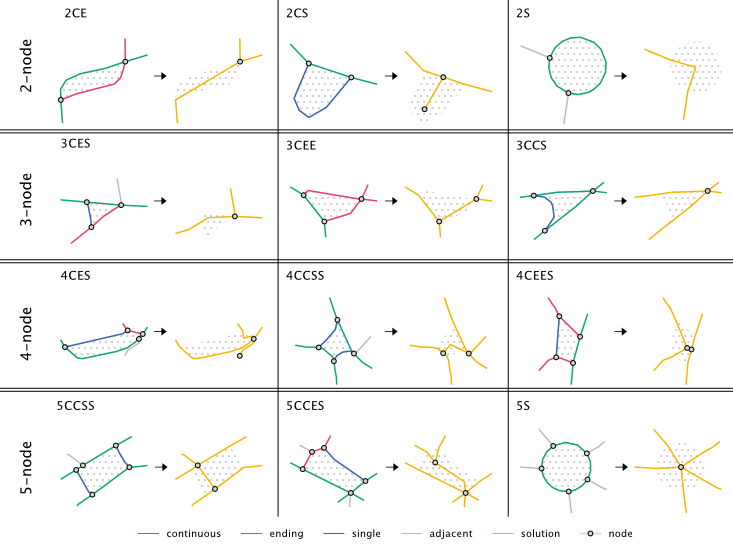 2CE
2CS
2S
2-node
3CES
3CEE
3CCS
3-node
4CES
4CCSS
4CEES
4-node
5CCSS
5CCES
5S
5-node
continuous
ending
single
adjacent
solution
node